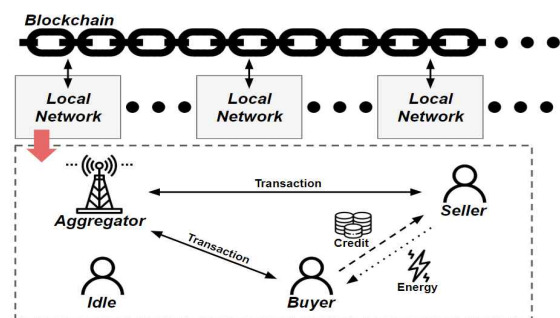 Blockchain
Local
Network
Local
Network
Local
Network
Transaction
Aggregator
Seller
Credit
Transaction
Energy
Idle
Buyer